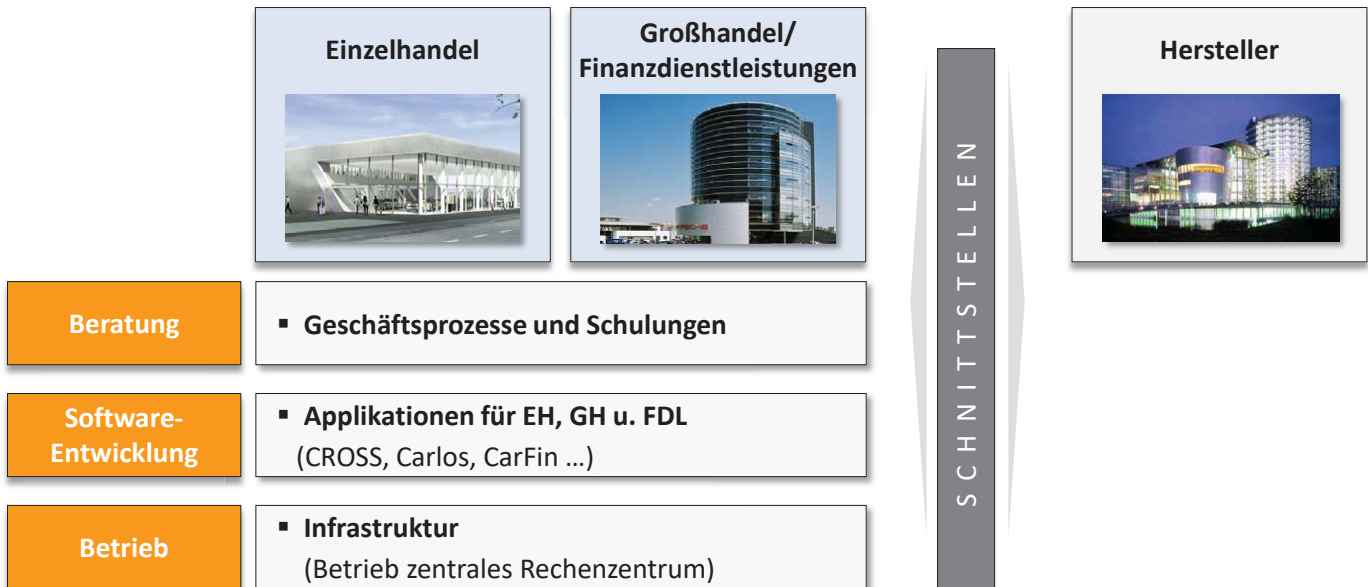 Einzelhandel
Großhandel/
Finanzdienstleistungen
Hersteller
SCHNITTSTELLEN
Beratung
▪ Geschäftsprozesse und Schulungen
Software-
Entwicklung
▪ Applikationen für EH, GH u. FDL
(CROSS, Carlos, CarFin ...)
Betrieb
▪ Infrastruktur
(Betrieb zentrales Rechenzentrum)